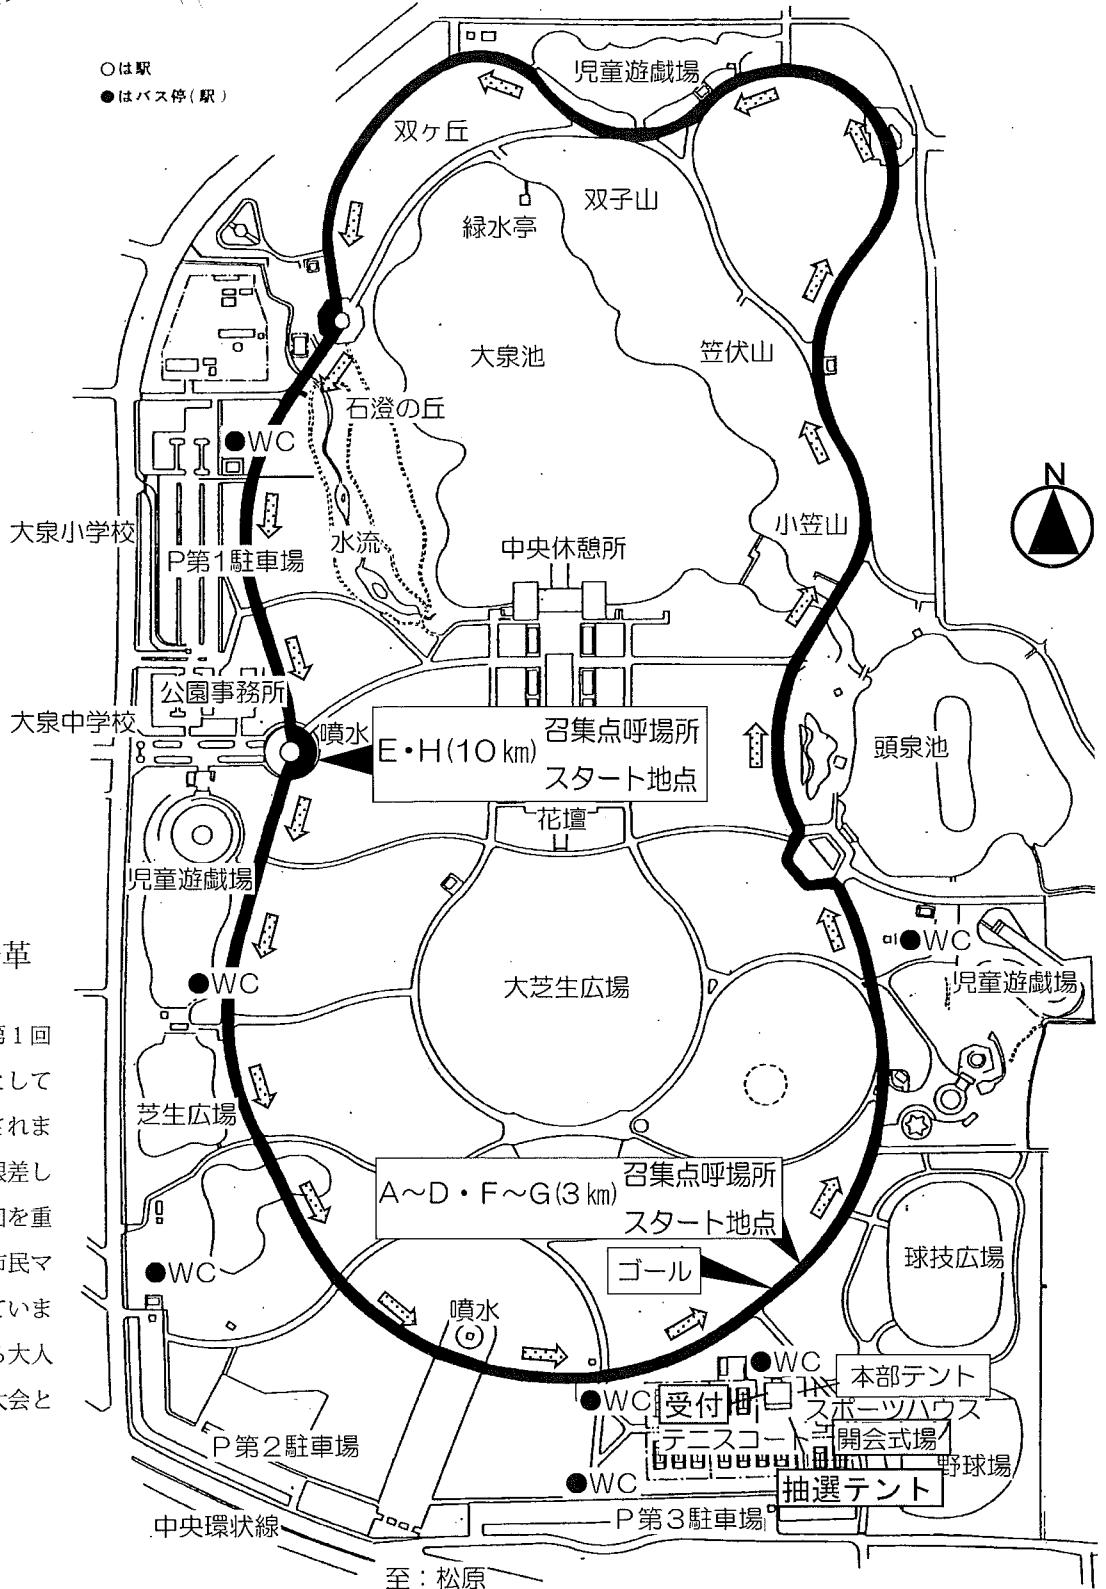 ○は駅
●はバス停(駅)
児童遊戯場
双ヶ丘
双子山
緑水亭
大泉池
笠伏山
石澄の丘
●WC
N
大泉小学校
P第1駐車場
水流
中央休憩所
小笠山
公園事務所
大泉中学校
噴水
E・H(10km) 召集点呼場所
スタート地点
頭泉池
花壇
児童遊戯場
革
●WC
●WC
大芝生広場
児童遊戯場
第1回
として
されま
芝生広場
A～D・F～G(3km) 召集点呼場所
スタート地点
球技広場
ゴール
●WC
市民マ
ていま
噴水
大人
大会と
●WC
本部テント
●WC
受付
スポーツハウス
テニスコート
開会式場
P第2駐車場
野球場
●WC
抽選テント
P第3駐車場
中央環状線
至：松原